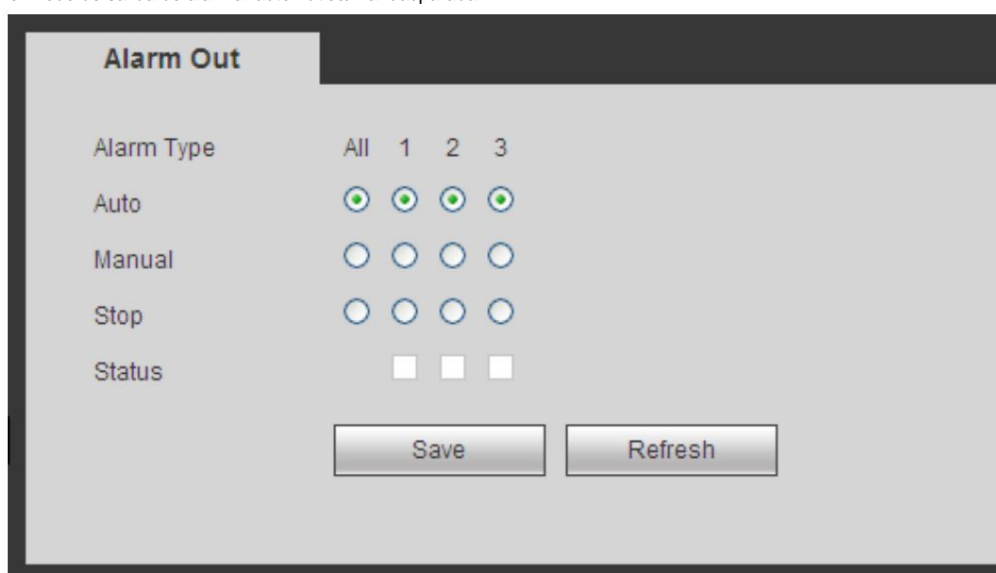 Alarm Out
Alarm Type All 1 2 3
Auto
Manual
Stop
Status
Save Refresh